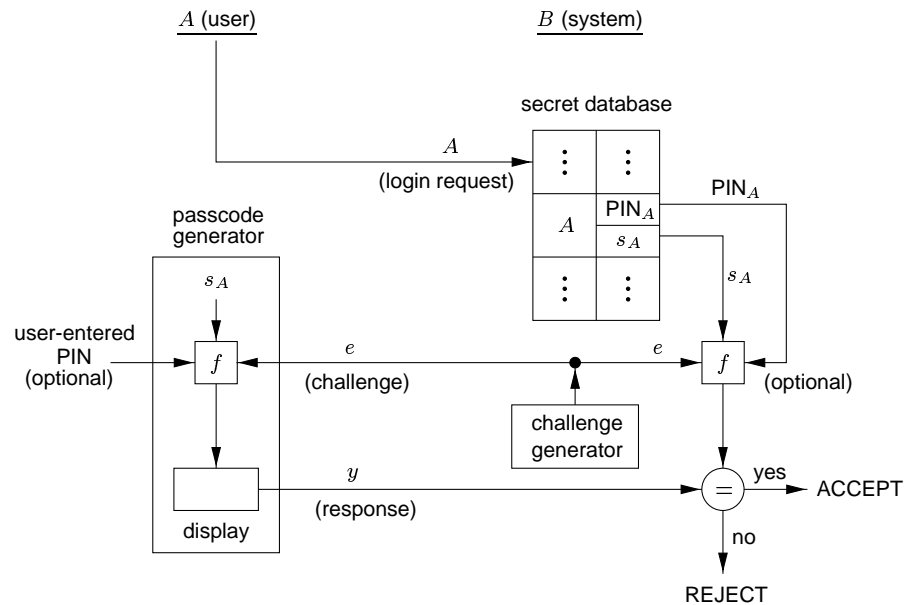 A (user)
B (system)
secret database
A
(login request)
PIN_A
PIN_A
A
s_A
passcode
generator
s_A
s_A
user-entered
PIN
(optional)
f
e
(challenge)
e
f
(optional)
challenge
generator
y
(response)
=
yes
ACCEPT
display
no
REJECT